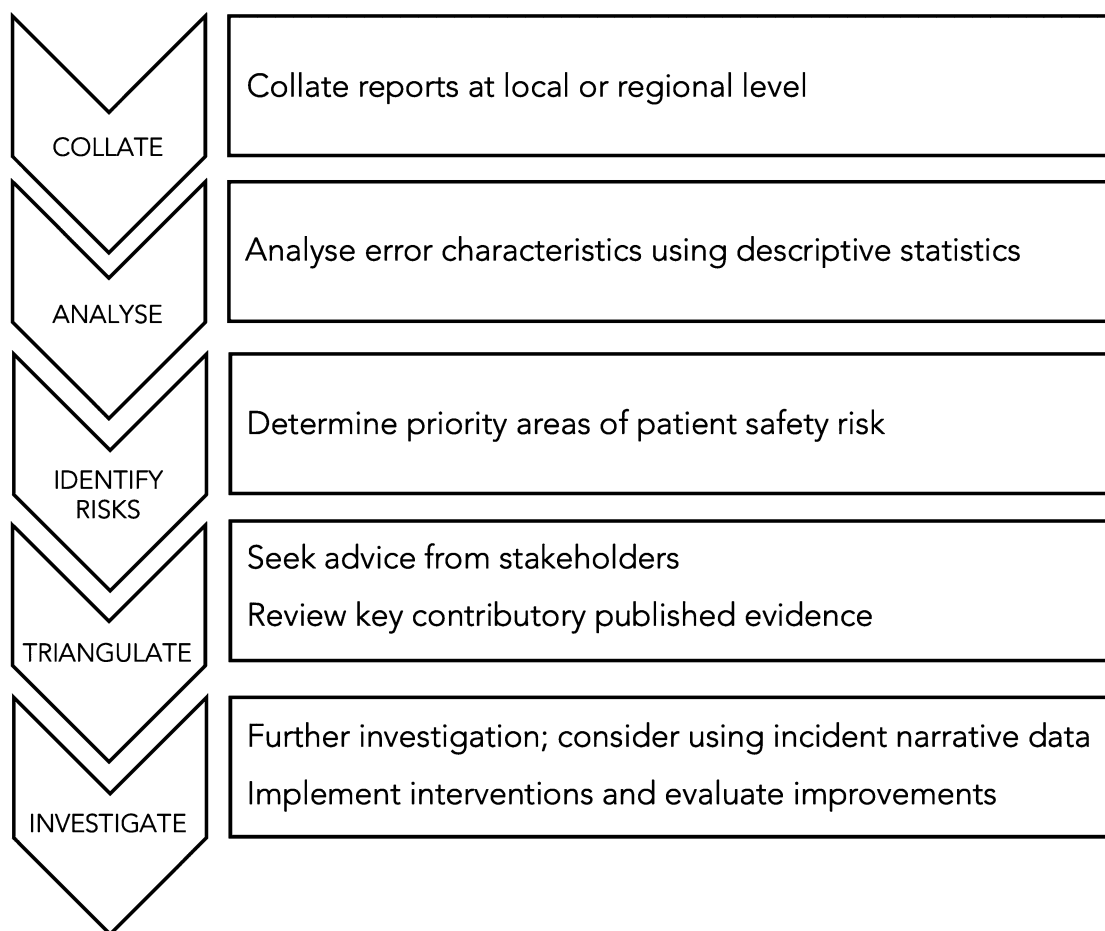 COLLATE
Collate reports at local or regional level
ANALYSE
Analyse error characteristics using descriptive statistics
IDENTIFY
RISKS
Determine priority areas of patient safety risk
TRIANGULATE
Seek advice from stakeholders
Review key contributory published evidence
INVESTIGATE
Further investigation; consider using incident narrative data
Implement interventions and evaluate improvements